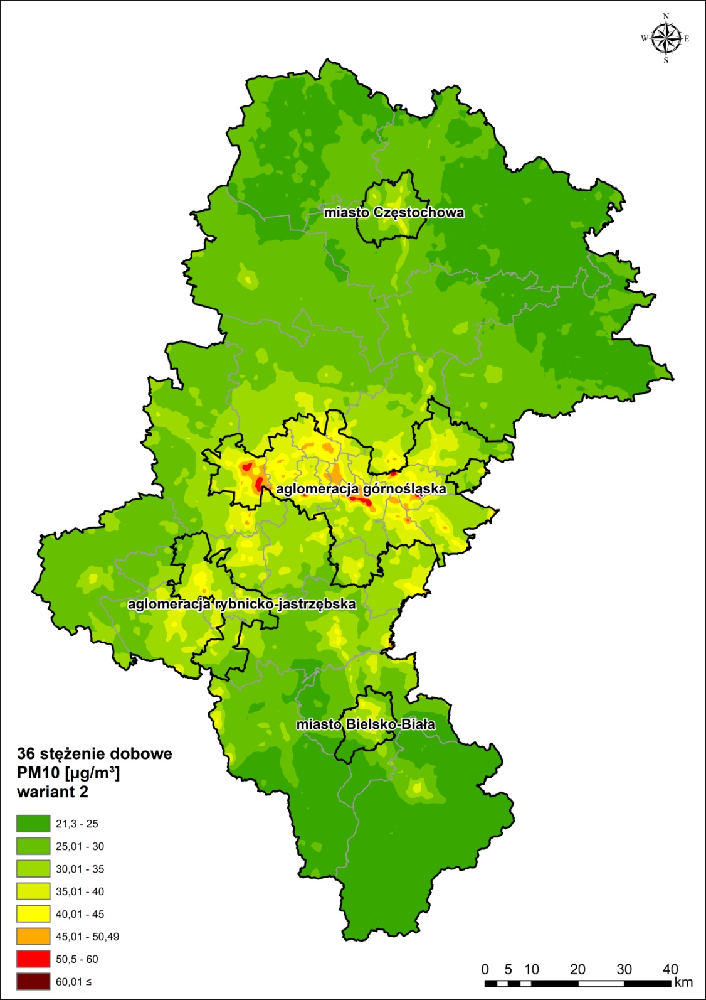 N
W E
S
miasto Częstochowa
aglomeracja górnośląska
aglomeracja rybnicko-jastrzębska
miasto Bielsko-Biała
36 stężenie dobowe
PM10 [µg/m³]
wariant 2
21,3 - 25
25,01 - 30
30,01 - 35
35,01 - 40
40,01 - 45
45,01 - 50,49
50,5 - 60
60,01 ≤
0 5 10 20 30 40
km